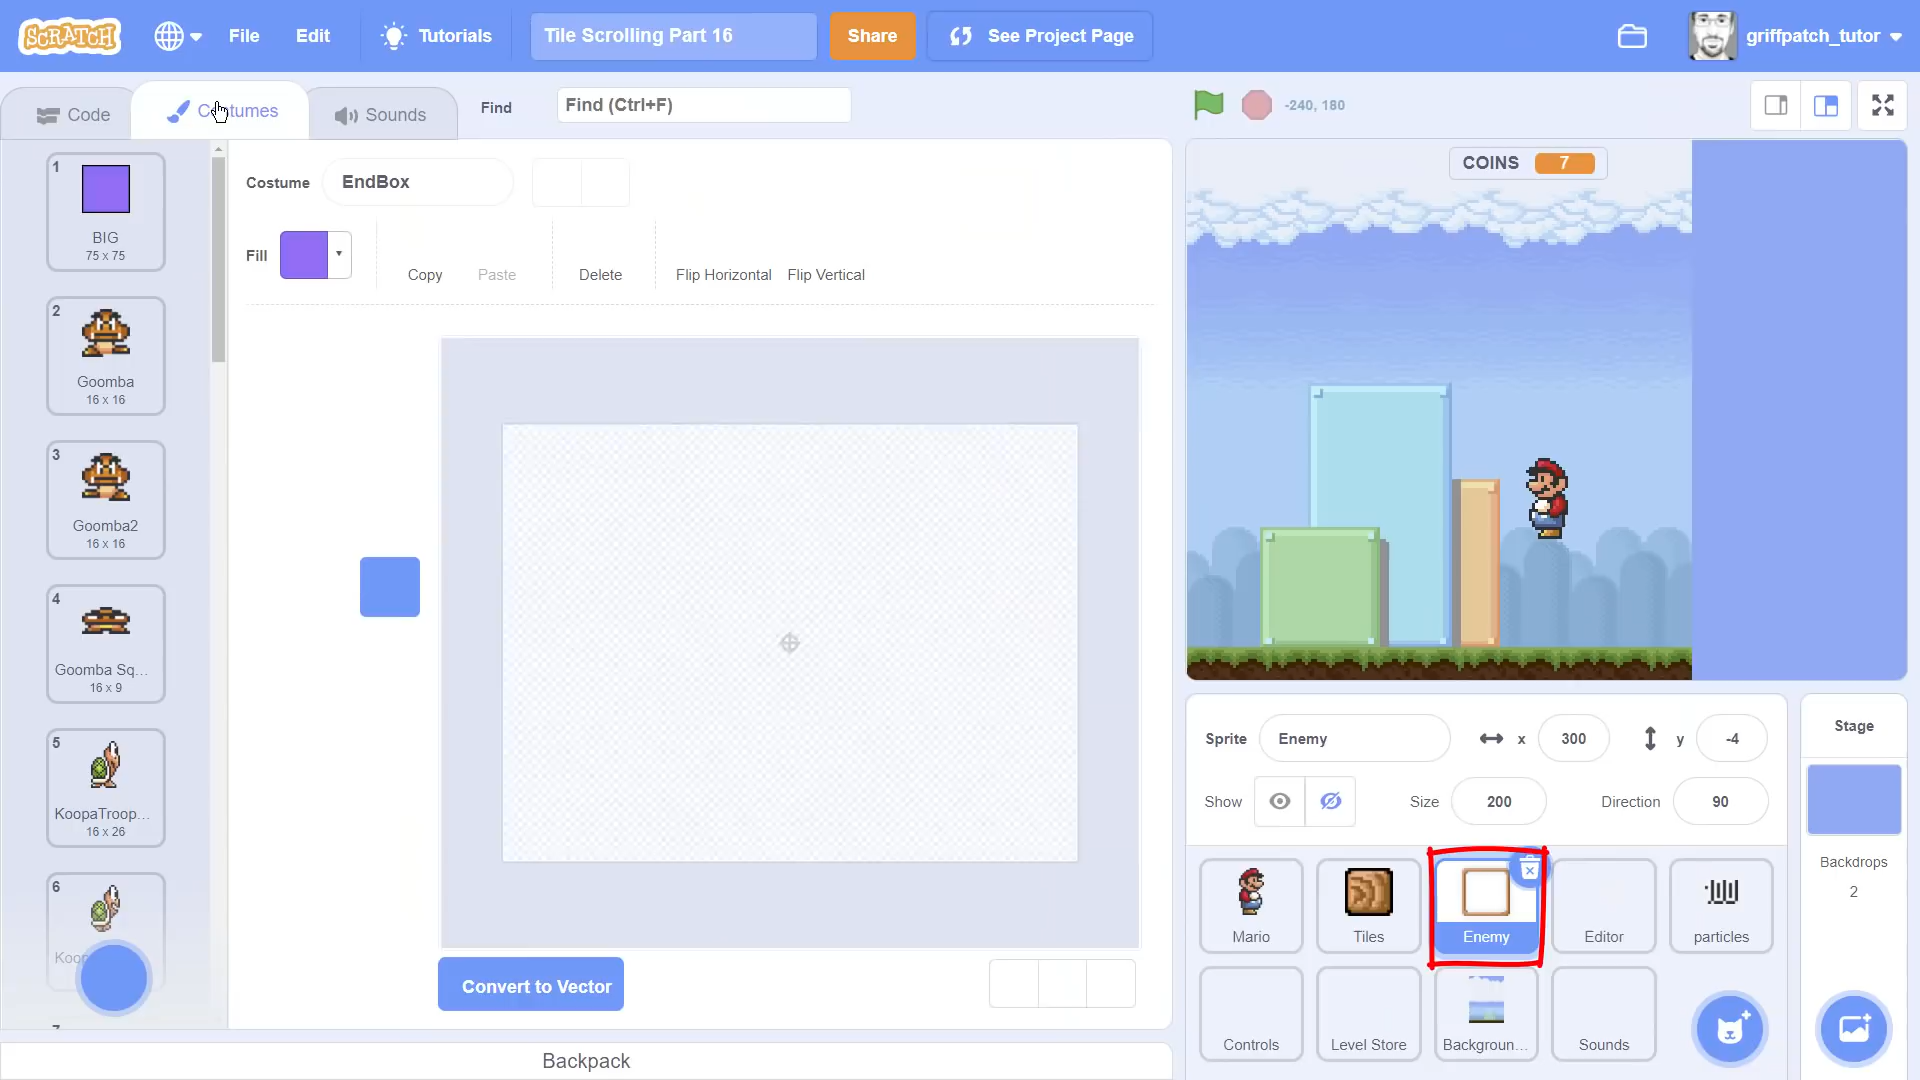 SCRATCH
File
Edit
Tutorials
Tile Scrolling Part 16
Share
See Project Page
griffpatch_tutor
Code
Costumes
Sounds
Find
Find (Ctrl+F)
-240, 180
1
BIG
75 x 75
2
Goomba
16 x 16
3
Goomba2
16 x 16
4
Goomba Sq...
16 x 9
5
KoopaTroop...
16 x 26
6
Costume
EndBox
Fill
Copy
Paste
Delete
Flip Horizontal
Flip Vertical
Convert to Vector
Backpack
COINS
7
Sprite
Enemy
x
300
y
-4
Show
Size
200
Direction
90
Mario
Tiles
Enemy
Editor
particles
Controls
Level Store
Backgroun...
Sounds
Stage
Backdrops
2